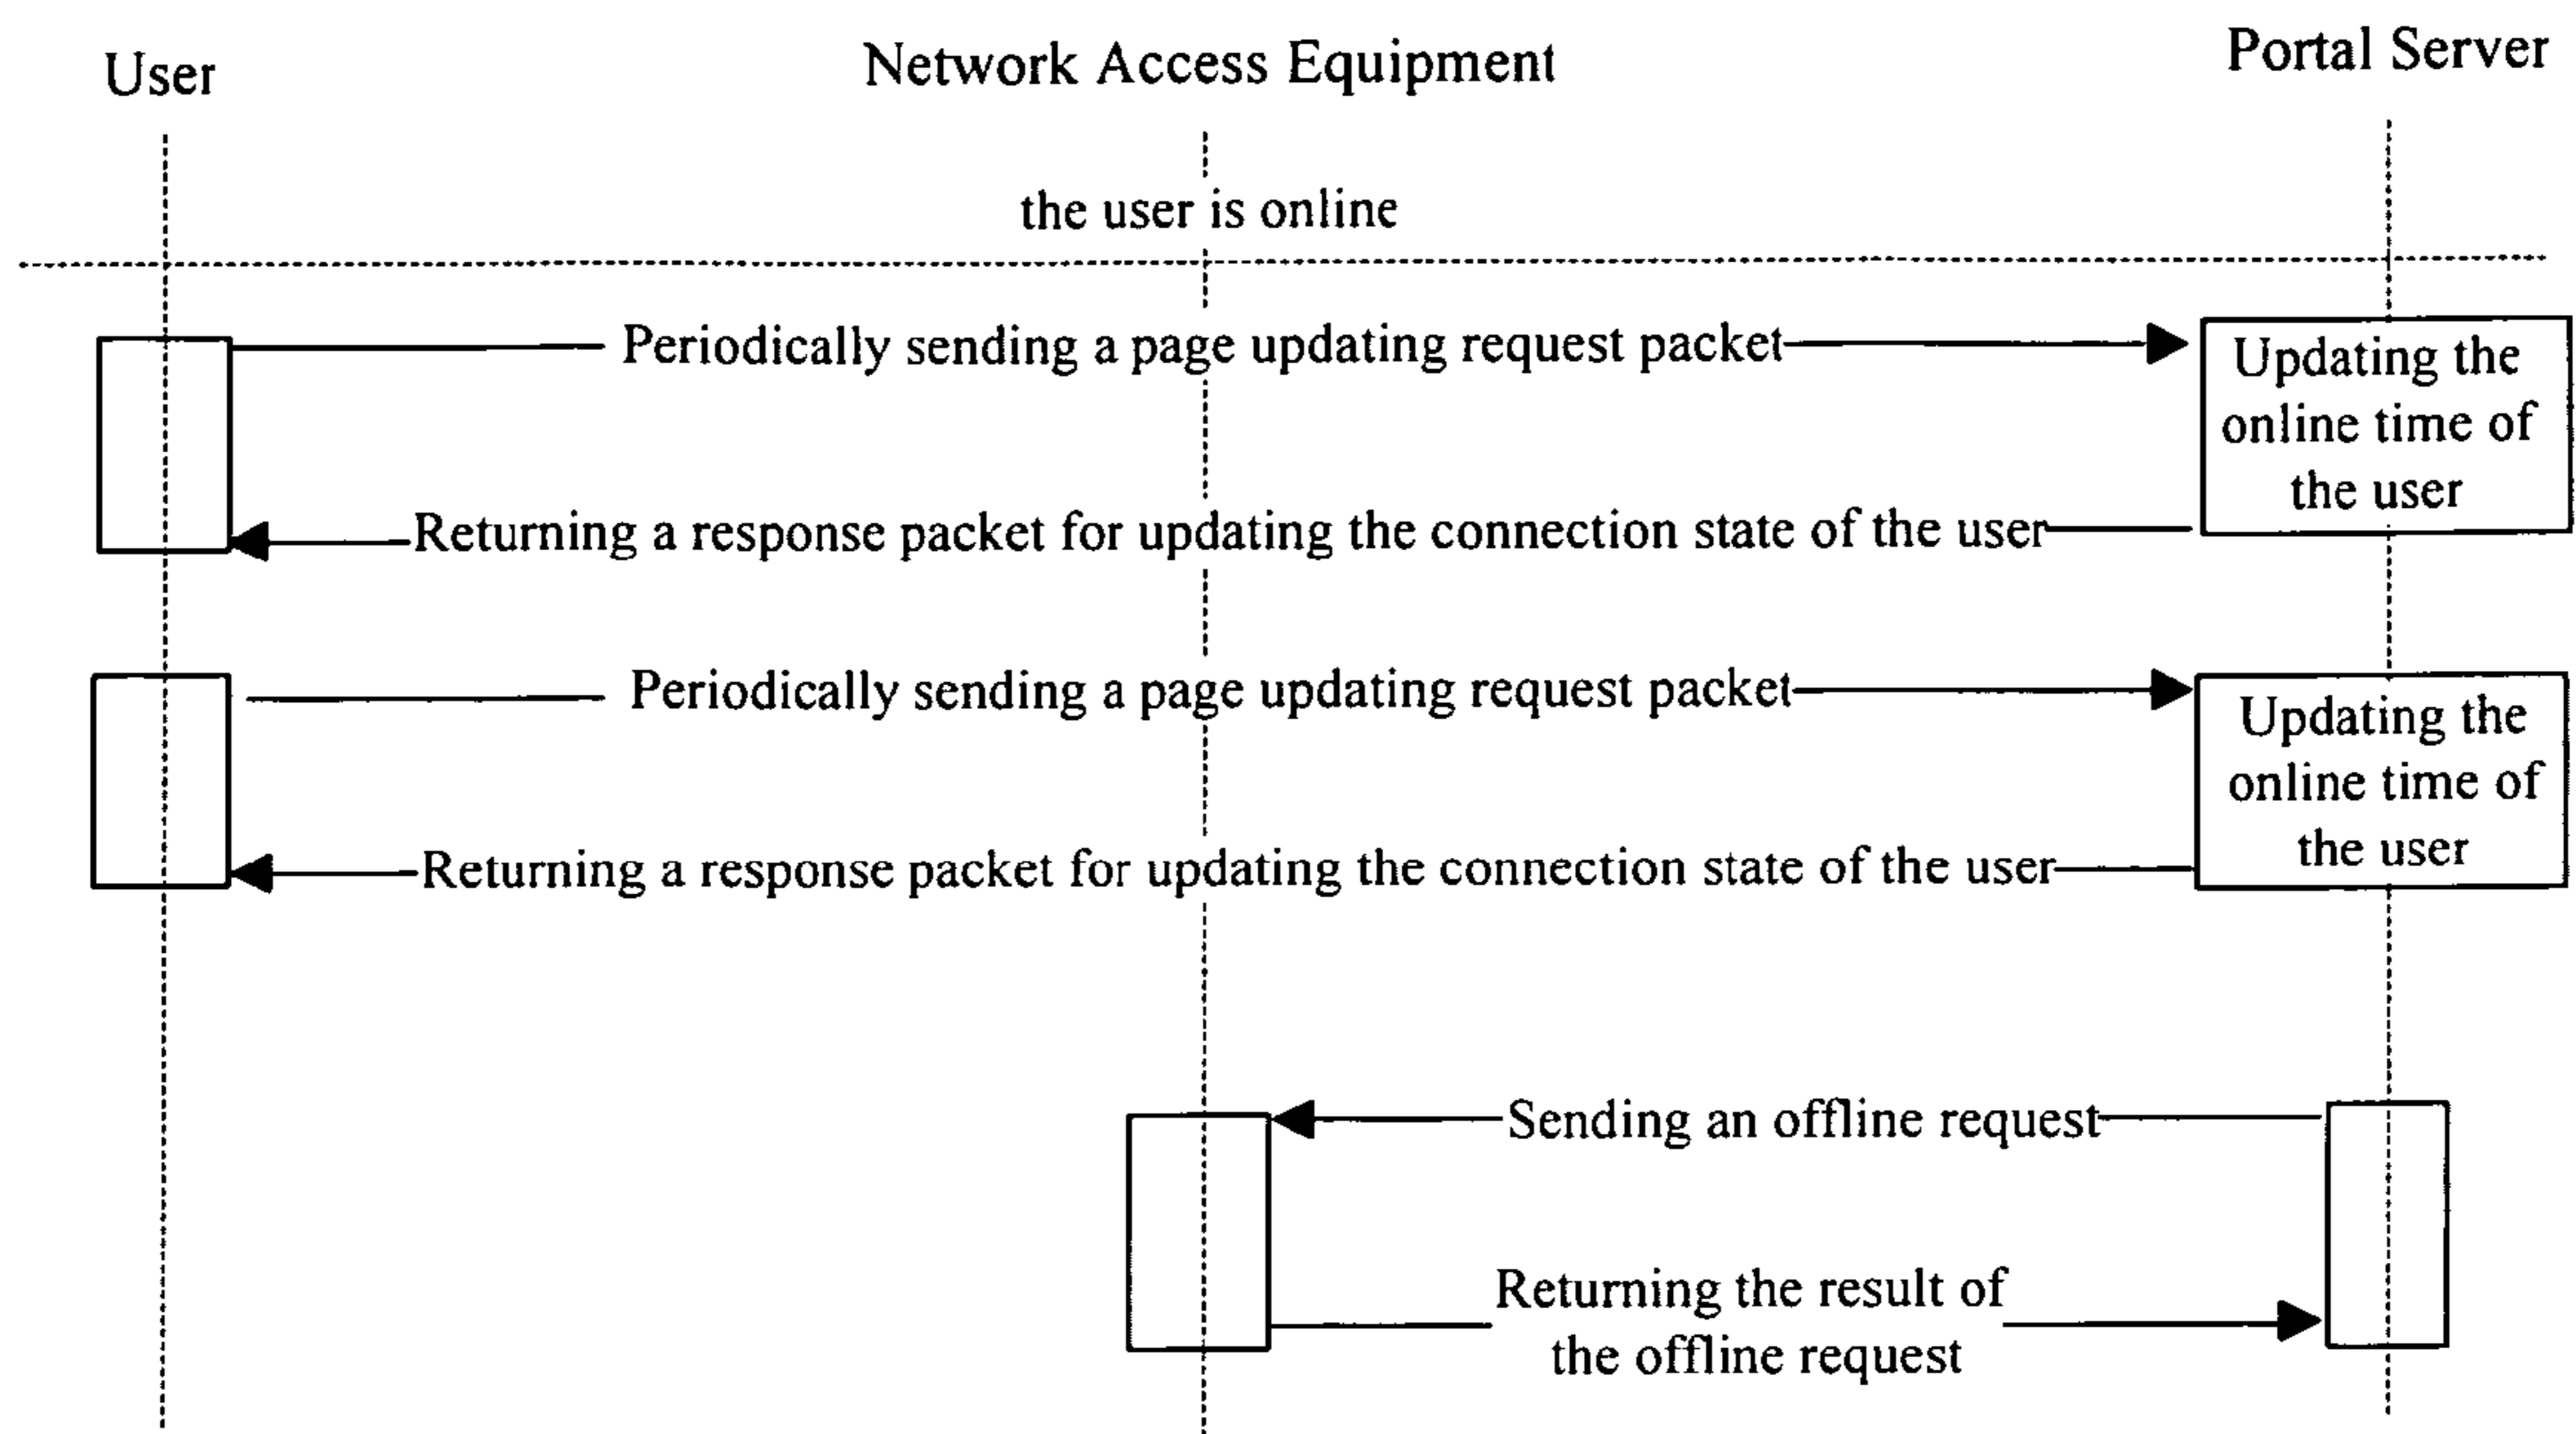 User
Network Access Equipment
Portal Server
the user is online
Periodically sending a page updating request packet
Updating the
online time of
the user
Returning a response packet for updating the connection state of the user
Periodically sending a page updating request packet
Updating the
online time of
the user
Returning a response packet for updating the connection state of the user
Sending an offline request
Returning the result of
the offline request